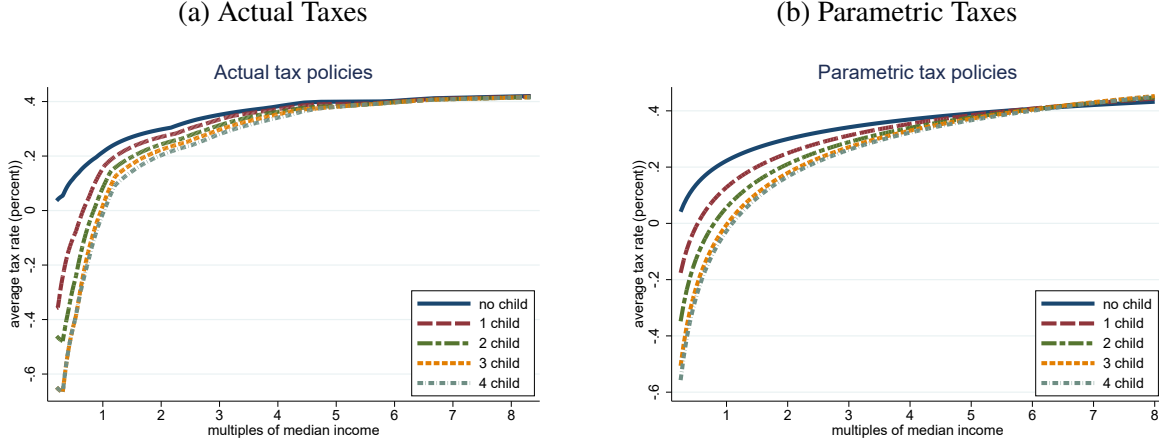 (a) Actual Taxes
Actual tax policies
average tax rate (percent))
.4
.2
0
-.2
-.4
-.6
1 2 3 4 5 6 7 8
multiples of median income
no child
1 child
2 child
3 child
4 child
(b) Parametric Taxes
Parametric tax policies
average tax rate (percent))
.4
.2
0
-.2
-.4
-.6
1 2 3 4 5 6 7 8
multiples of median income
no child
1 child
2 child
3 child
4 child